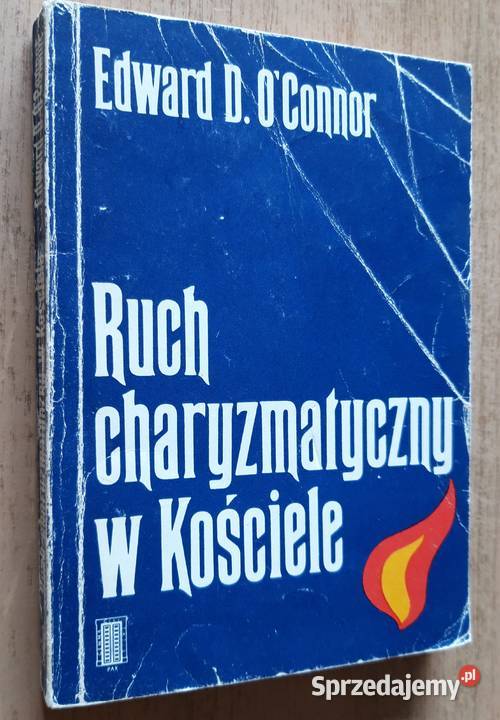 Edward D. O'Connor
Ruch
charyzmatyczny
w Kościele
PAX
Sprzedajemy.pl